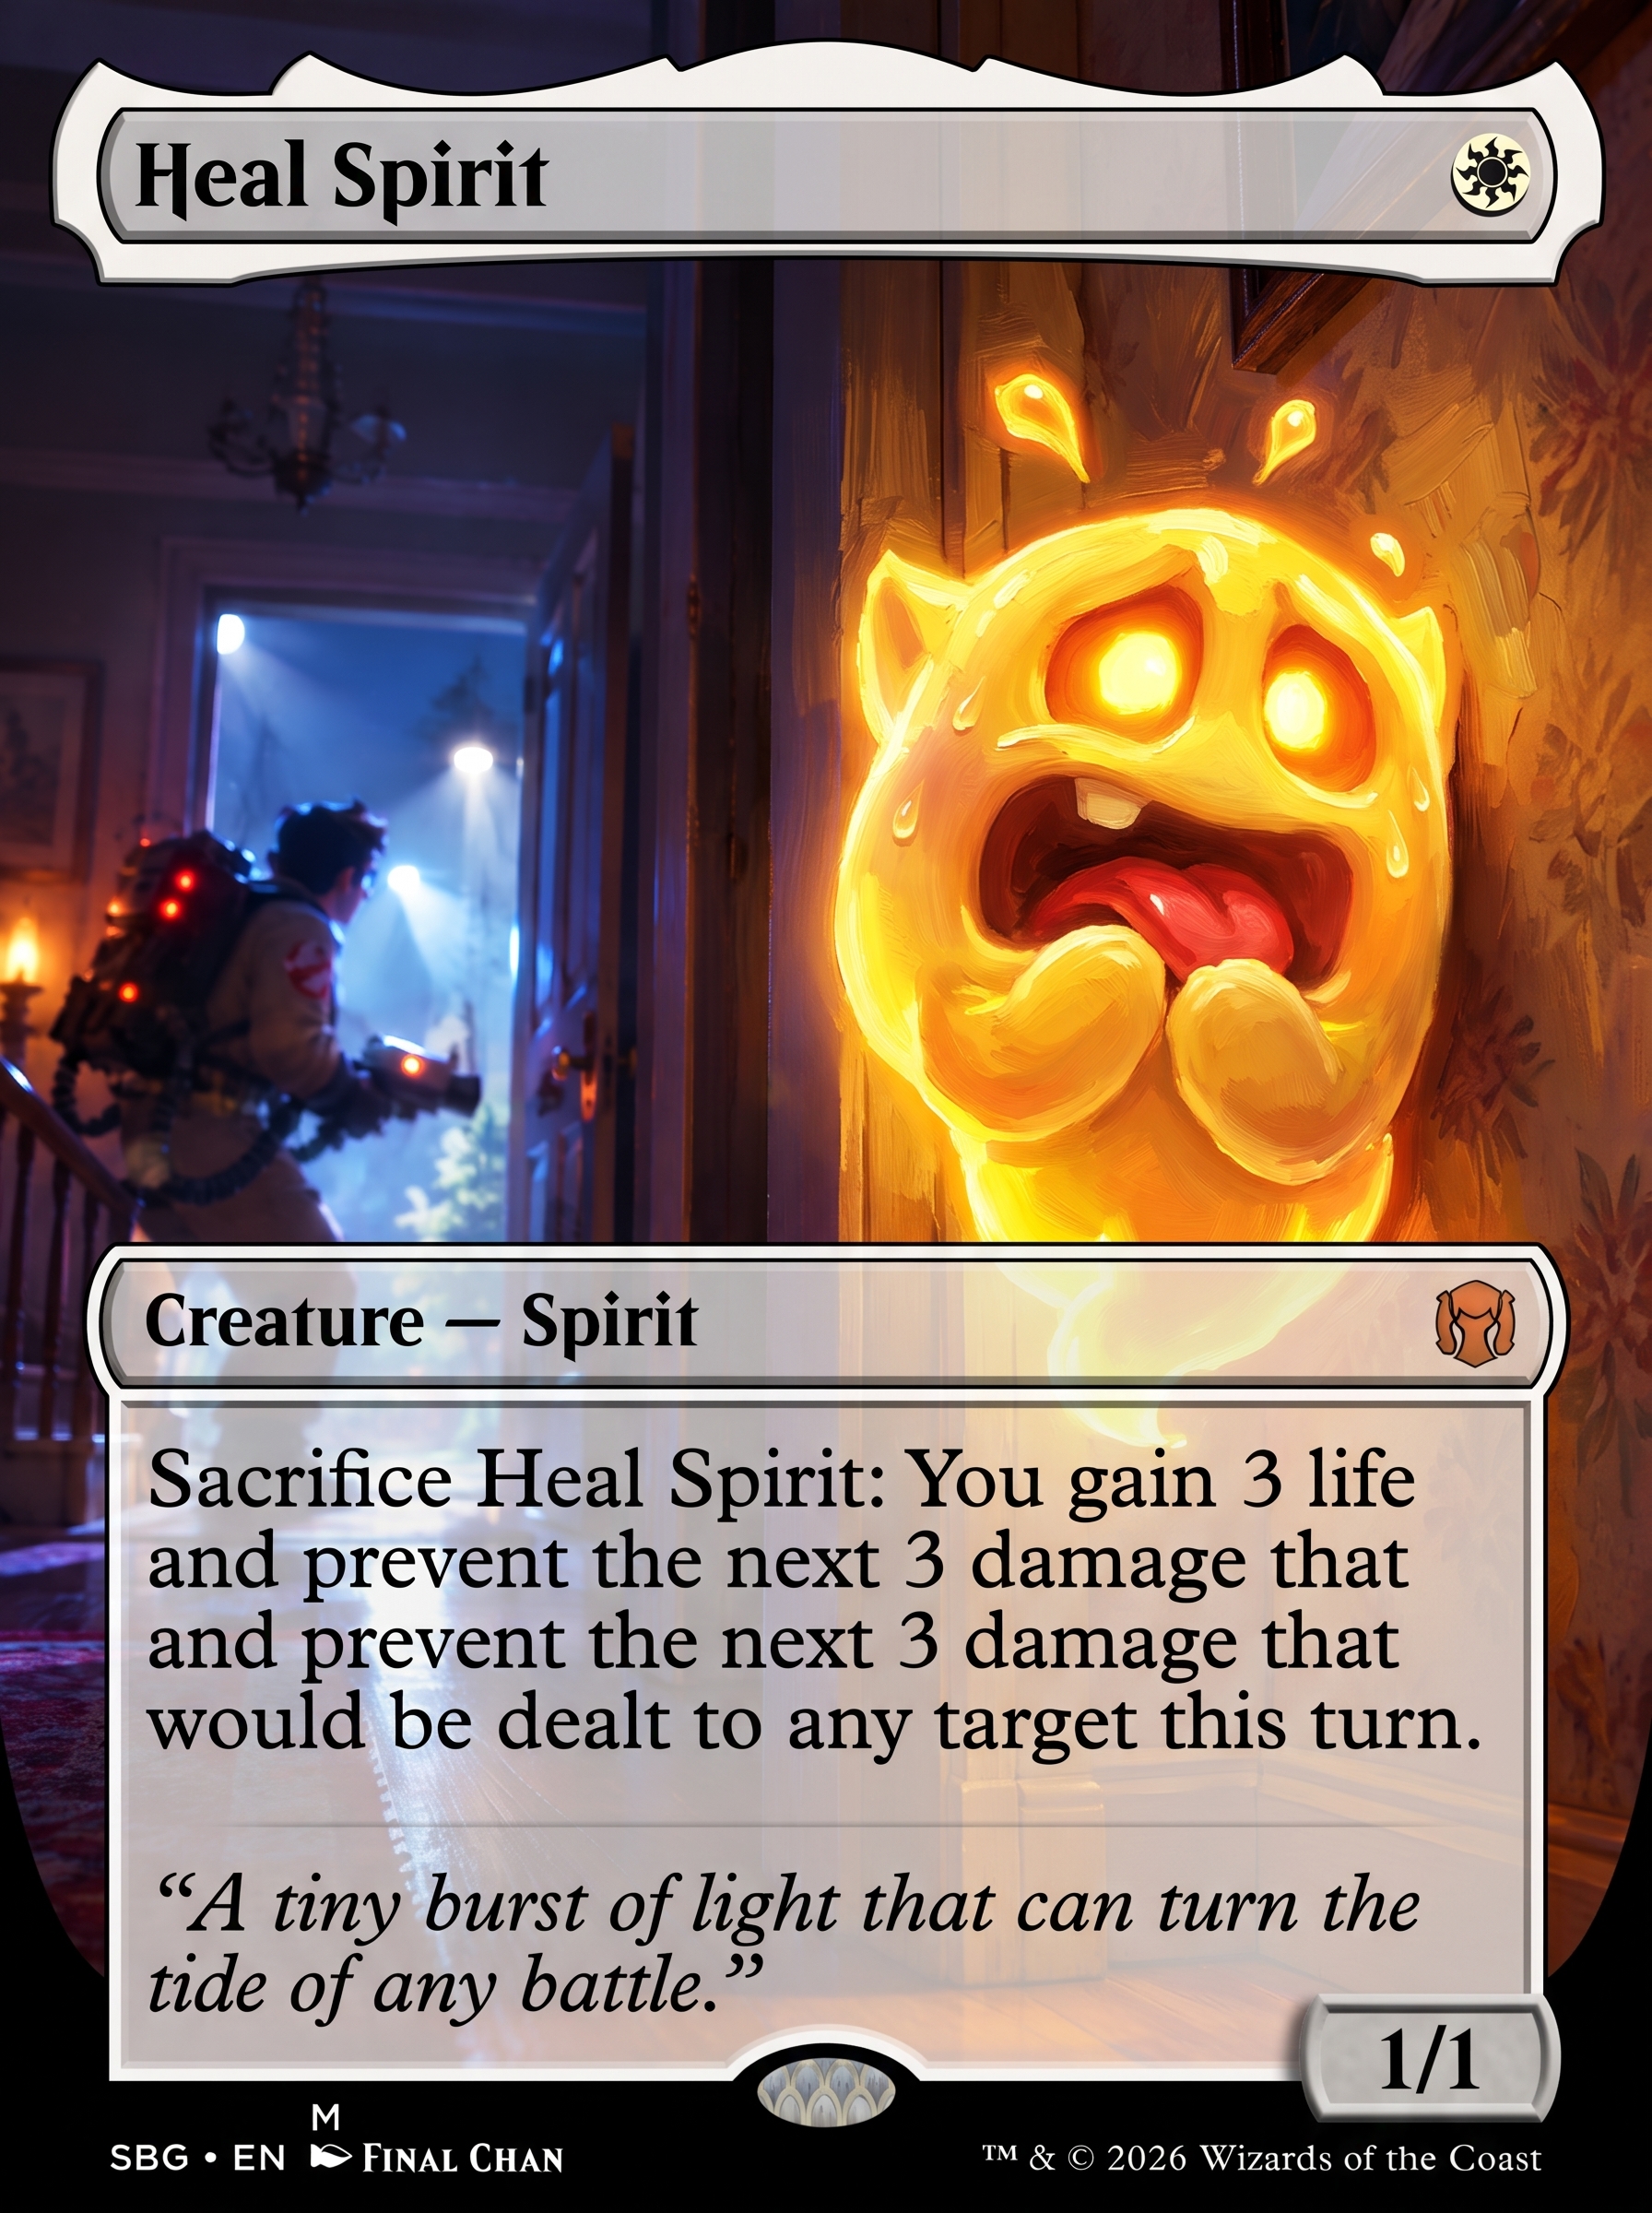 Heal Spirit
Creature — Spirit
Sacrifice Heal Spirit: You gain 3 life
and prevent the next 3 damage that
and prevent the next 3 damage that
would be dealt to any target this turn.
“A tiny burst of light that can turn the
tide of any battle.”
1/1
M
SBG • EN FINAL CHAN
™ & © 2026 Wizards of the Coast